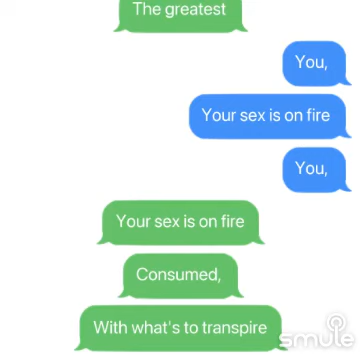 The greatest
You,
Your sex is on fire
You,
Your sex is on fire
Consumed,
With what's to transpire
smule